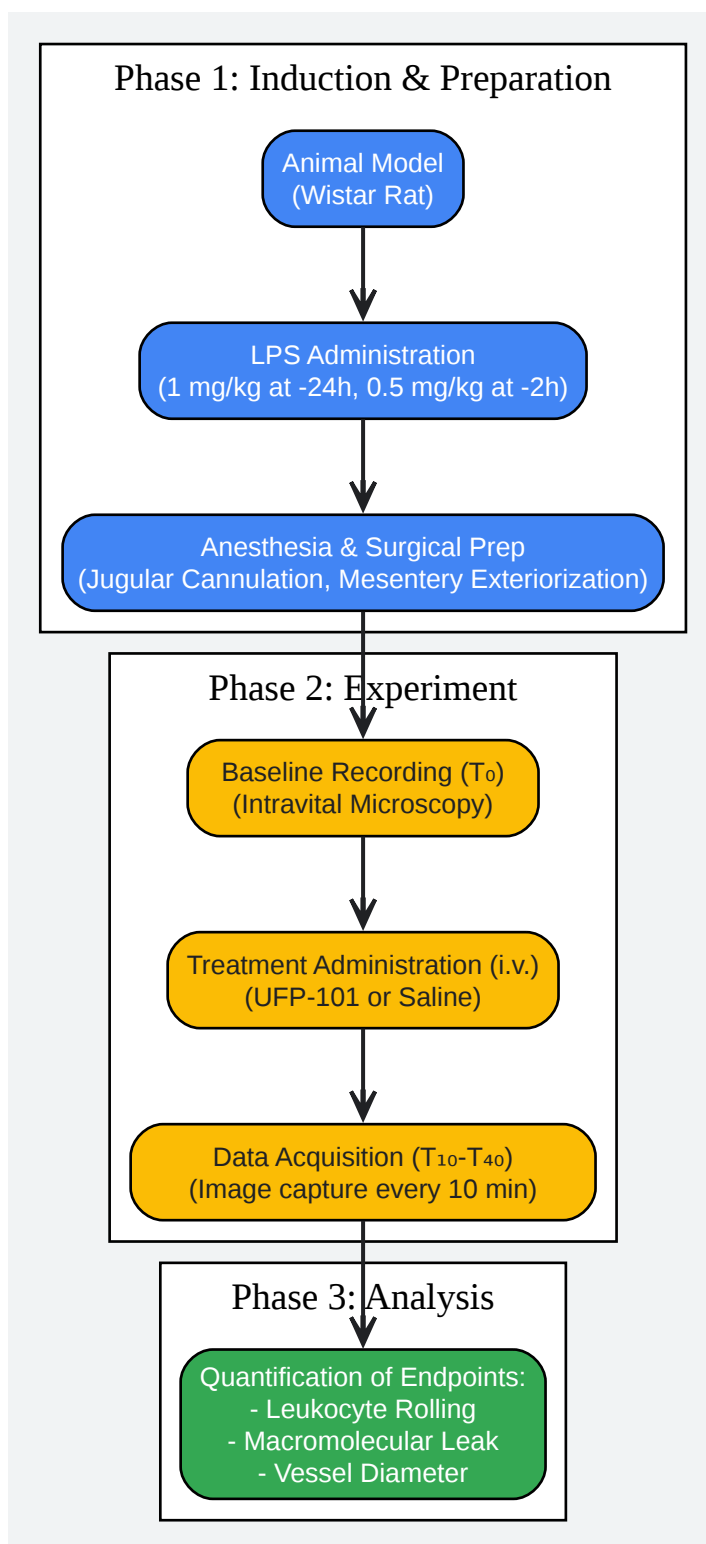 Phase 1: Induction & Preparation
Animal Model
(Wistar Rat)
LPS Administration
(1 mg/kg at -24h, 0.5 mg/kg at -2h)
Anesthesia & Surgical Prep
(Jugular Cannulation, Mesentery Exteriorization)
Phase 2: Experiment
Baseline Recording (T₀)
(Intravital Microscopy)
Treatment Administration (i.v.)
(UFP-101 or Saline)
Data Acquisition (T₁₀-T₄₀)
(Image capture every 10 min)
Phase 3: Analysis
Quantification of Endpoints:
- Leukocyte Rolling
- Macromolecular Leak
- Vessel Diameter